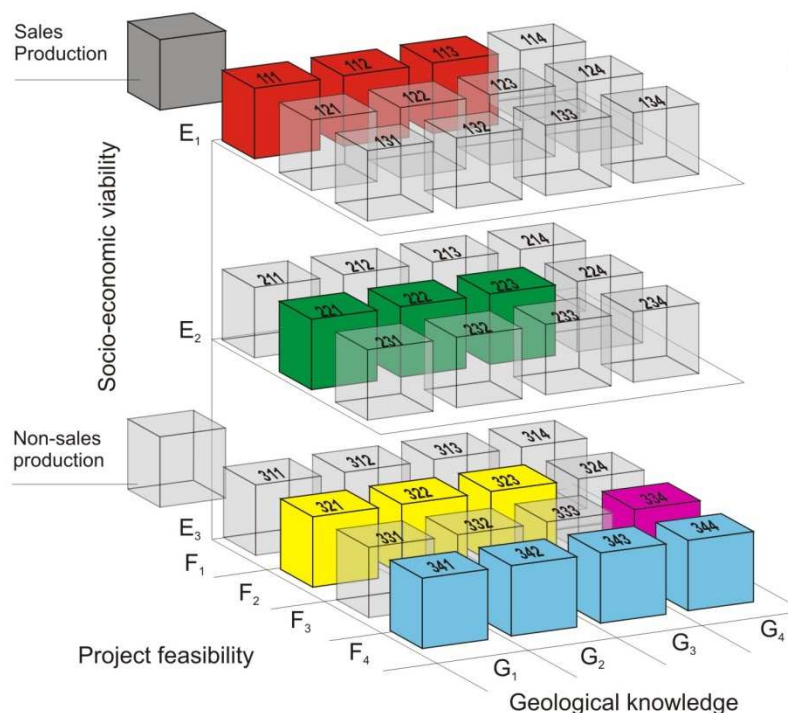 Sales
Production
Socio-economic viability
E1
111
112
113
114
121
122
123
124
131
132
133
134
E2
211
212
213
214
221
222
223
224
231
232
233
234
Non-sales
production
E3
311
312
313
314
321
322
323
324
331
332
333
334
341
342
343
344
F1
F2
F3
F4
G1
G2
G3
G4
Project feasibility
Geological knowledge